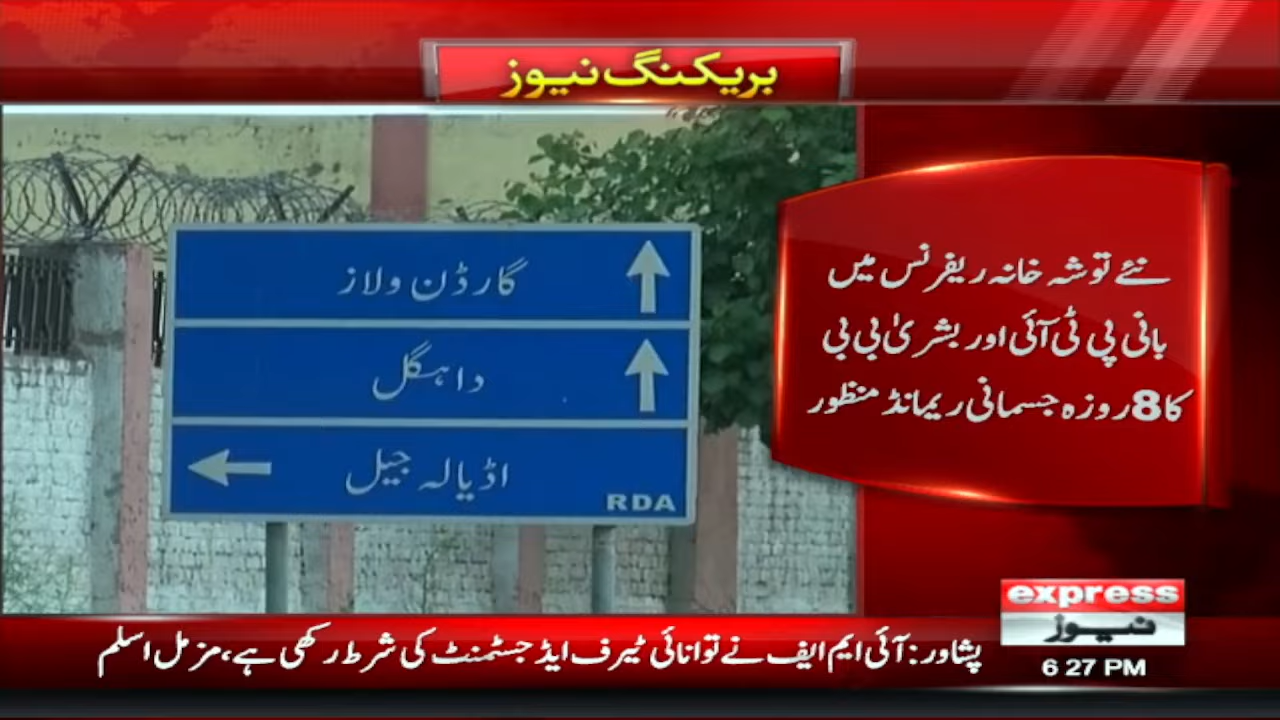 بریکنگ نیوز
گارڈن ولاز
داہگل
اڈیالہ جیل
RDA
نئے توشہ خانہ ریفرنس میں
بانی پی ٹی آئی اور بشریٰ بی بی
کا 8 روزہ جسمانی ریمانڈ منظور
express
نیوز
6:27 PM
پشاور: آئی ایم ایف نے توانائی ٹیرف ایڈجسٹمنٹ کی شرط رکھی ہے، مزمل اسلم